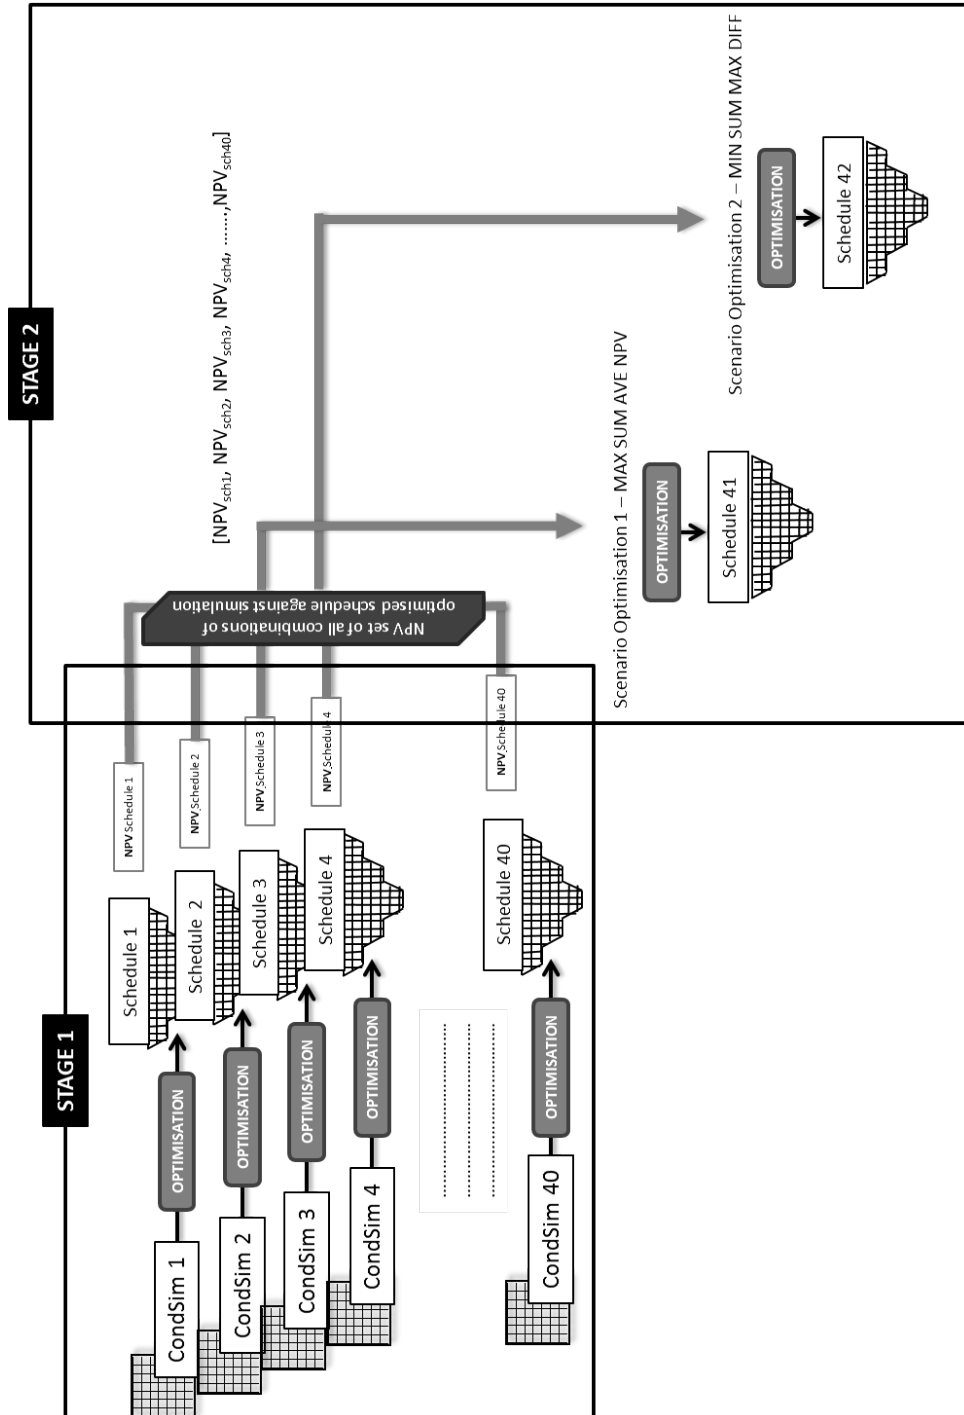 STAGE 1
CondSim 1
OPTIMISATION
Schedule 1
NPV Schedule 1
CondSim 2
OPTIMISATION
Schedule 2
NPV Schedule 2
CondSim 3
OPTIMISATION
Schedule 3
NPV Schedule 3
CondSim 4
OPTIMISATION
Schedule 4
NPV Schedule 4
CondSim 40
OPTIMISATION
Schedule 40
NPV Schedule 40
STAGE 2
NPV set of all combinations of
optimised schedule against simulation
[NPVsch1, NPVsch2, NPVsch3, NPVsch4, .......,NPVsch40]
Scenario Optimisation 1 – MAX SUM AVE NPV
OPTIMISATION
Schedule 41
Scenario Optimisation 2 – MIN SUM MAX DIFF
OPTIMISATION
Schedule 42